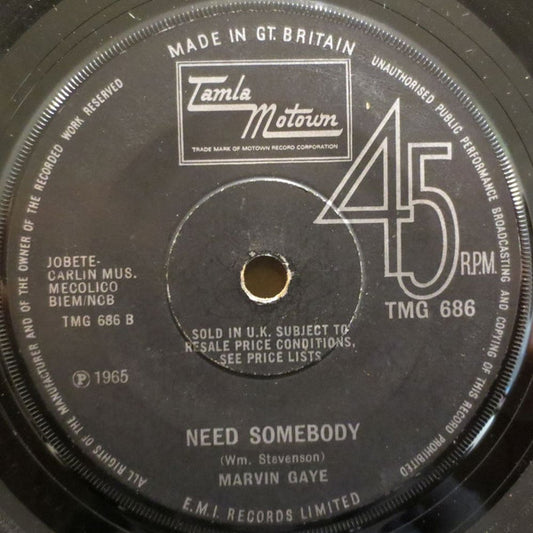 MADE IN GT. BRITAIN
Tamla
Motown
TRADE MARK OF MOTOWN RECORD CORPORATION
45
R.P.M.
TMG 686
JOBETE-
CARLIN MUS.
MECOLICO
BIEM/NCB
TMG 686 B
Ⓟ 1965
SOLD IN U.K. SUBJECT TO
RESALE PRICE CONDITIONS,
SEE PRICE LISTS
NEED SOMEBODY
(Wm. Stevenson)
MARVIN GAYE
E.M.I. RECORDS LIMITED
ALL RIGHTS OF THE MANUFACTURER AND OF THE OWNER OF THE RECORDED WORK RESERVED
UNAUTHORISED PUBLIC PERFORMANCE BROADCASTING AND COPYING OF THIS RECORD PROHIBITED